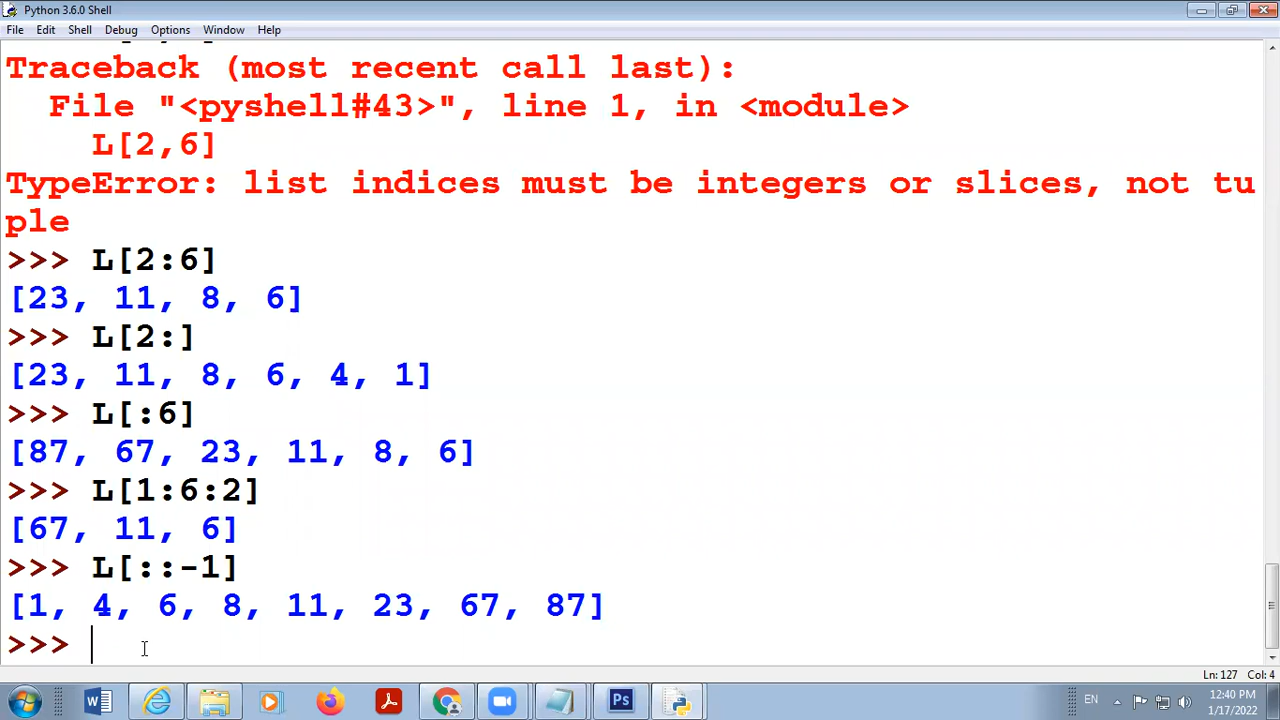 Python 3.6.0 Shell
File Edit Shell Debug Options Window Help
Traceback (most recent call last):
  File "<pyshell#43>", line 1, in <module>
    L[2,6]
TypeError: list indices must be integers or slices, not tu
ple
>>> L[2:6]
[23, 11, 8, 6]
>>> L[2:]
[23, 11, 8, 6, 4, 1]
>>> L[:6]
[87, 67, 23, 11, 8, 6]
>>> L[1:6:2]
[67, 11, 6]
>>> L[::-1]
[1, 4, 6, 8, 11, 23, 67, 87]
>>>
Ln: 127 Col: 4
W Ps EN 12:40 PM
1/17/2022